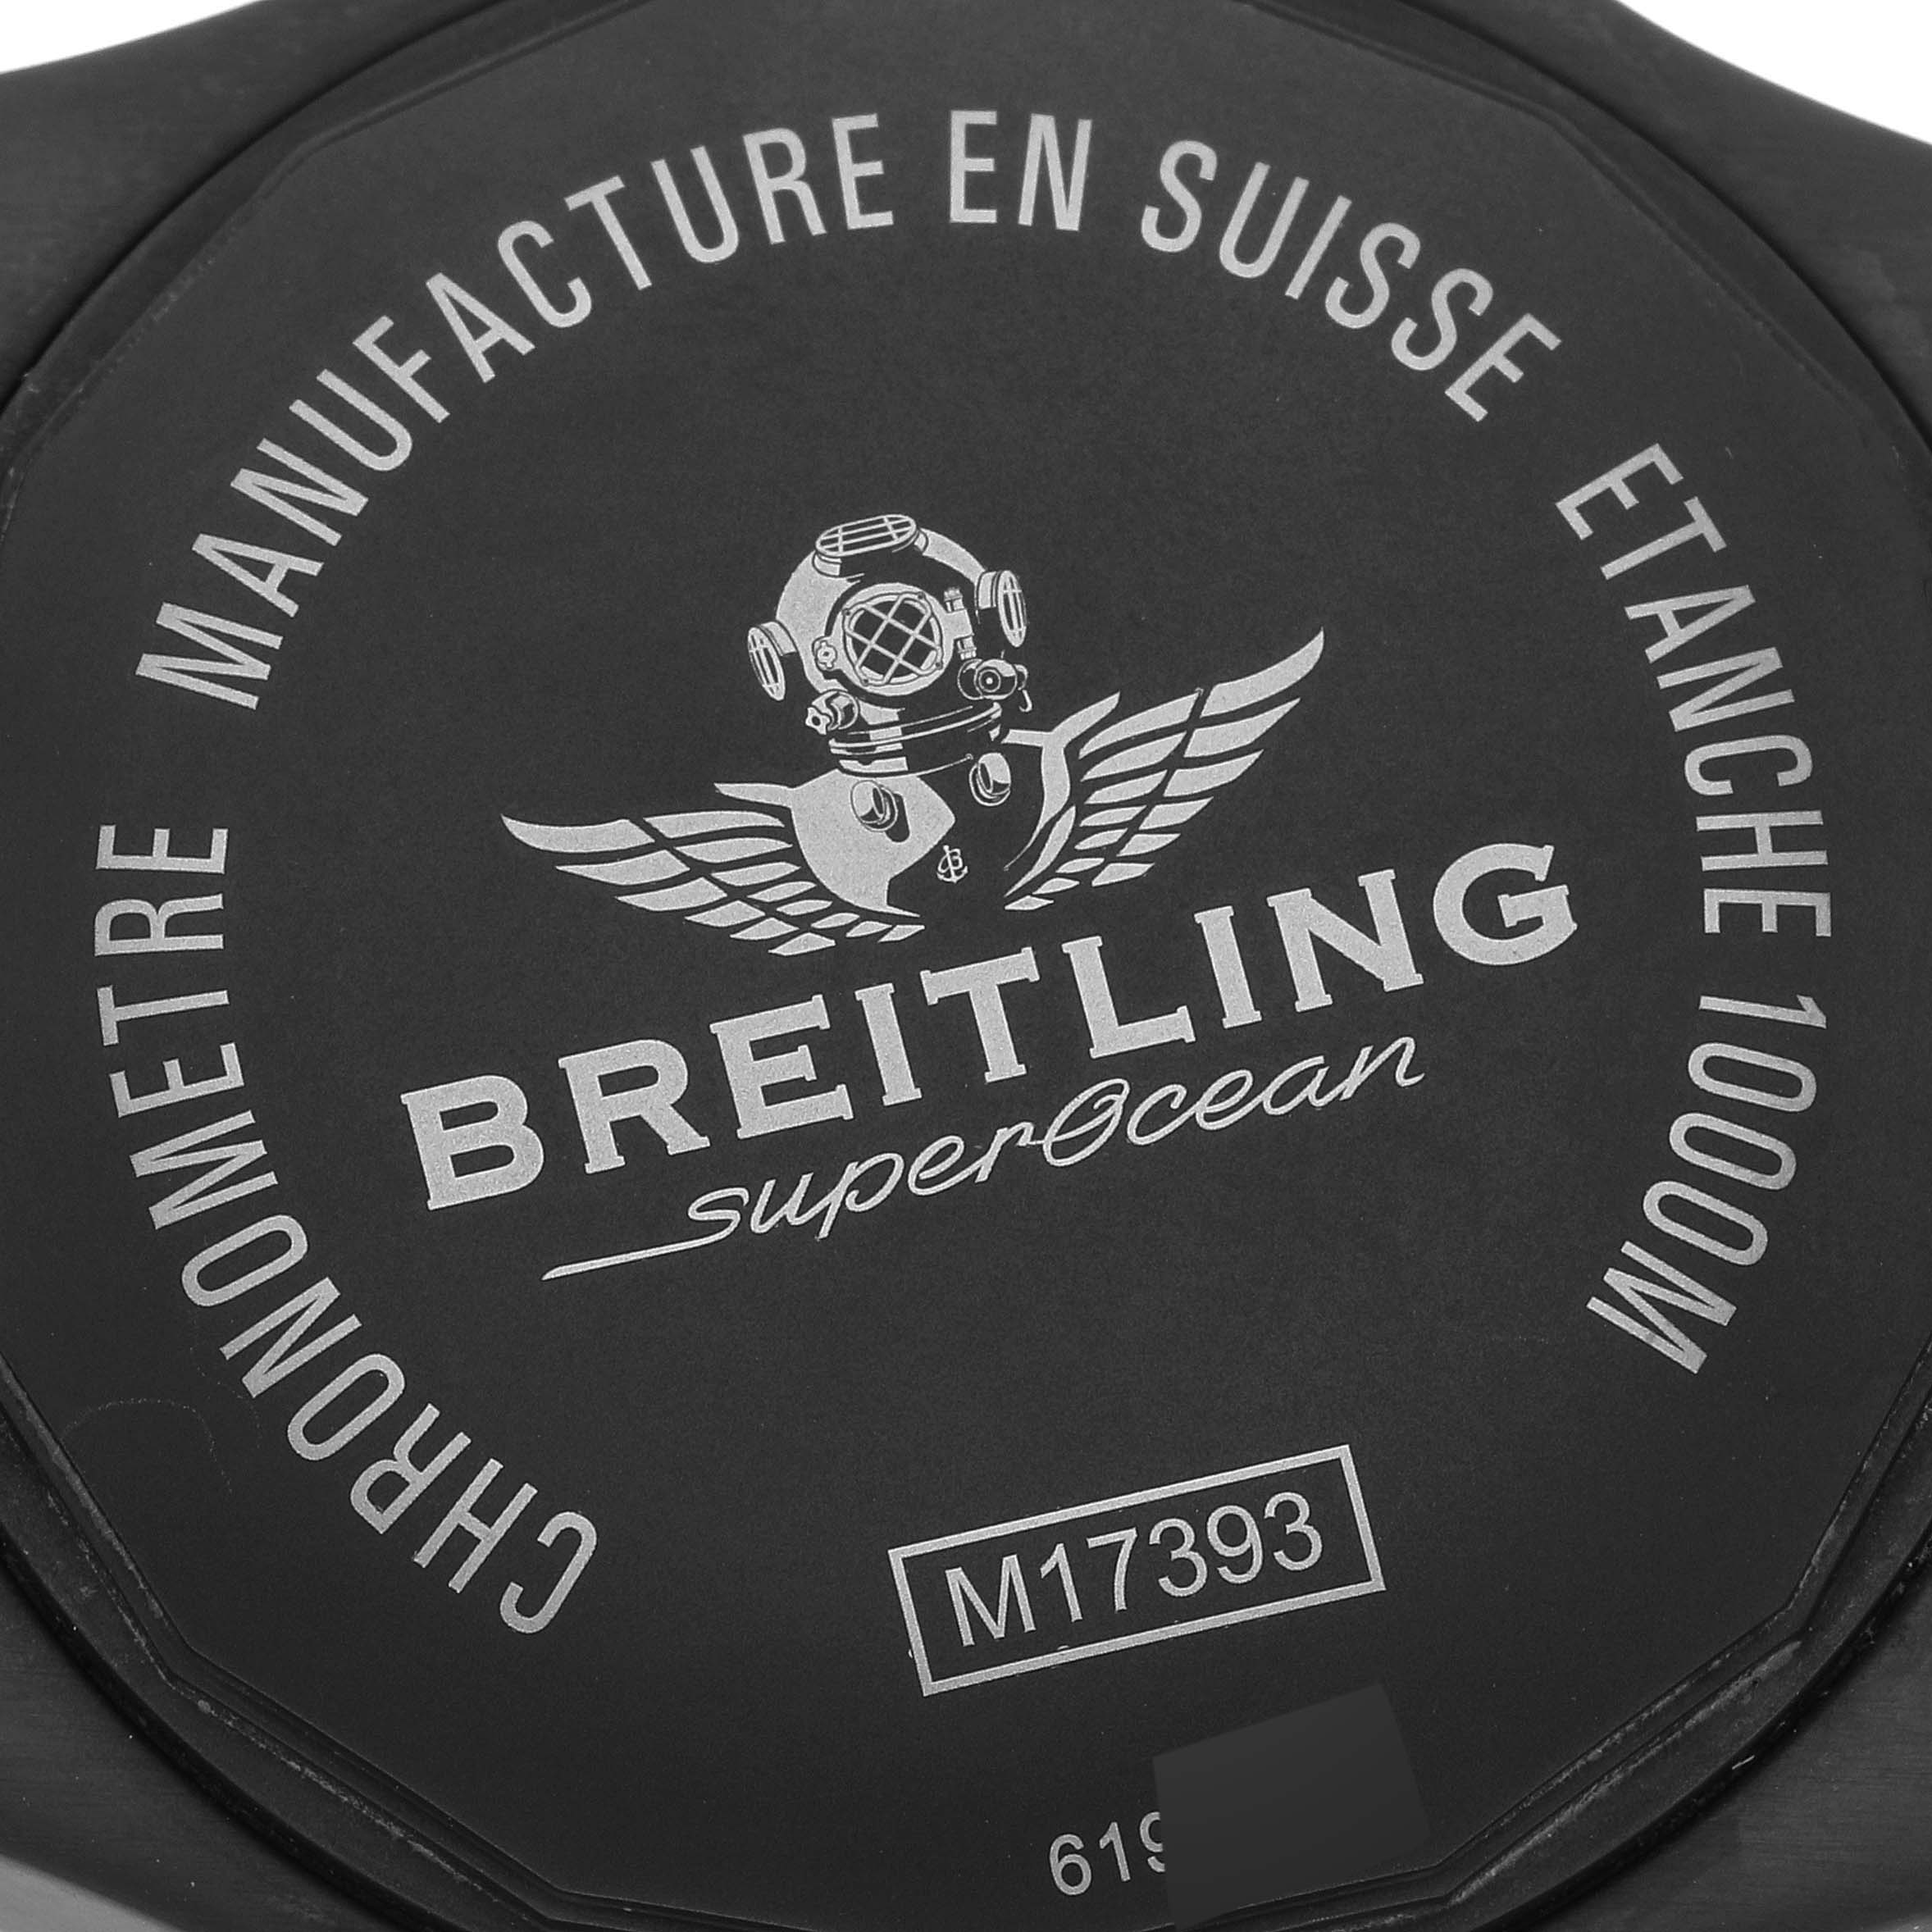 CHRONOMETRE MANUFACTURE EN SUISSE ETANCHE 1000M
BREITLING
superocean
M17393
619